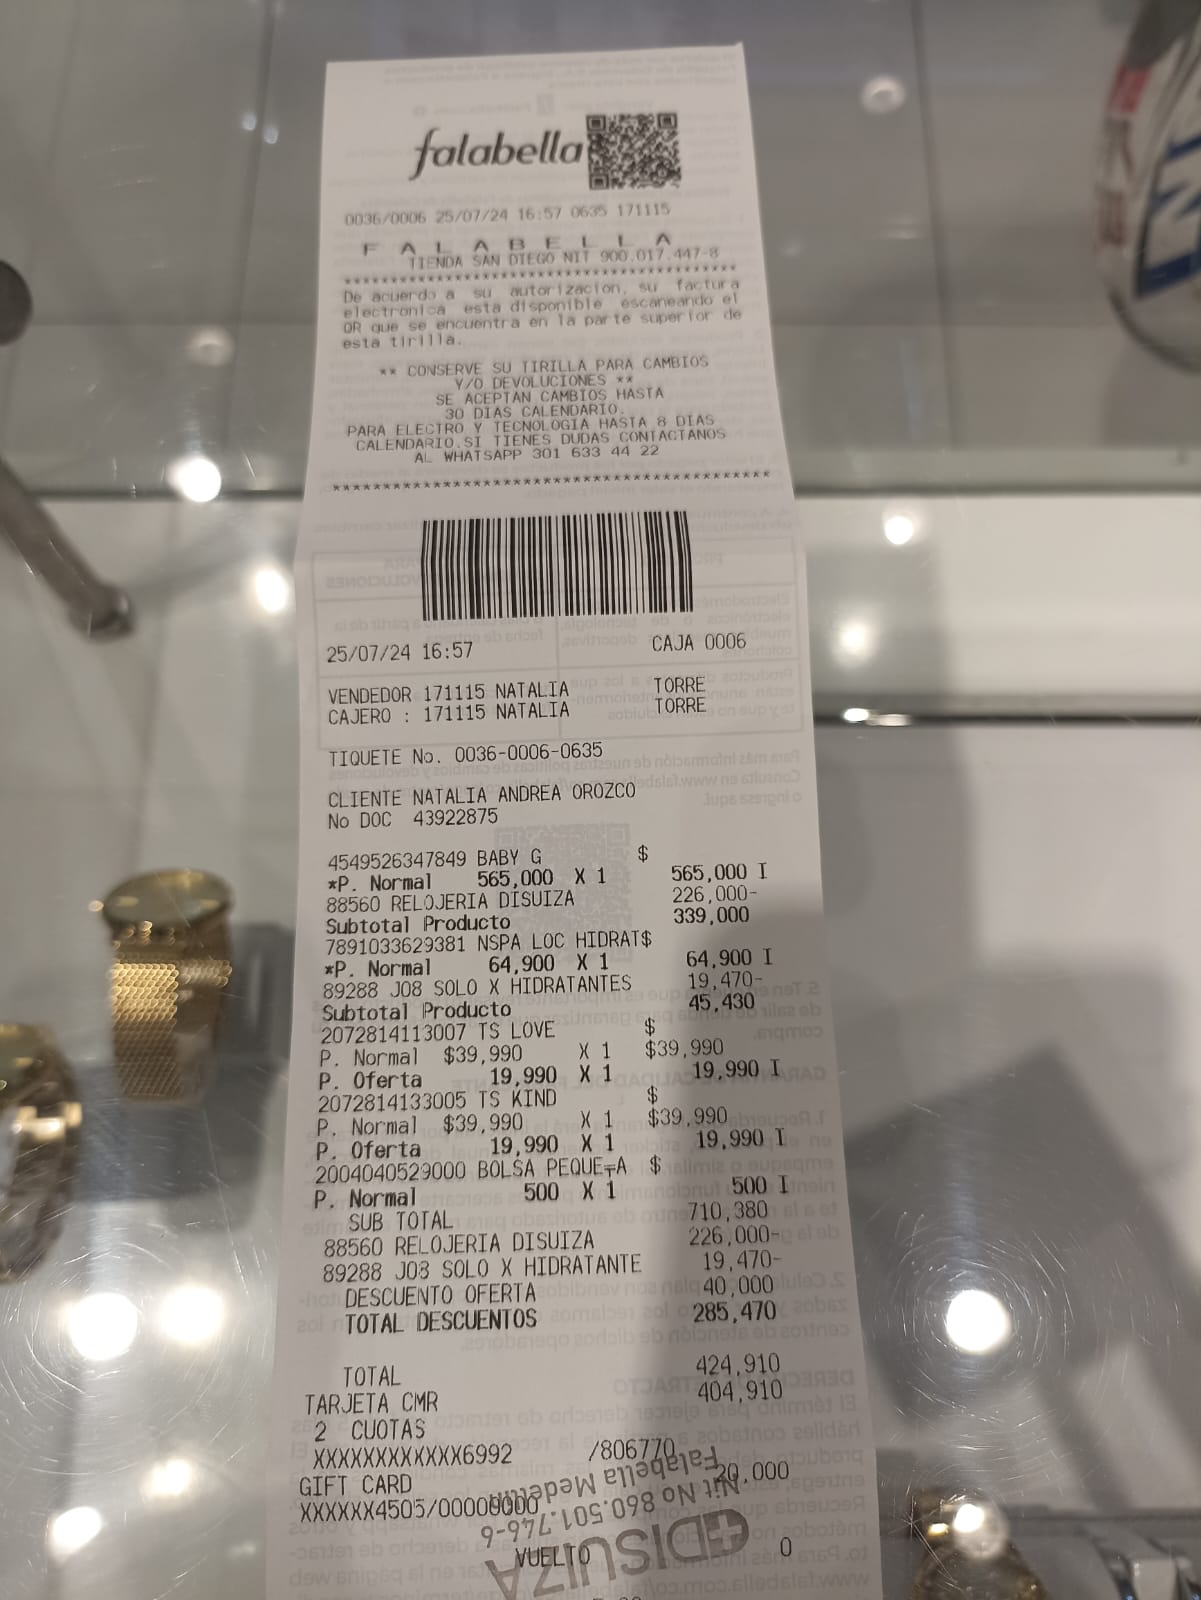 falabella
0036/0006 25/07/24 16:57 0635 171115
F A L A B E L L A
TIENDA SAN DIEGO NIT 900.017.447-8
****************************************************
De acuerdo a su autorizacion, su factura
electronica esta disponible escaneando el
QR que se encuentra en la parte superior de
esta tirilla.
** CONSERVE SU TIRILLA PARA CAMBIOS
Y/O DEVOLUCIONES **
SE ACEPTAN CAMBIOS HASTA
30 DIAS CALENDARIO.
PARA ELECTRO Y TECNOLOGIA HASTA 8 DIAS
CALENDARIO.SI TIENES DUDAS CONTACTANOS
AL WHATSAPP 301 633 44 22
****************************************************
25/07/24 16:57 CAJA 0006
VENDEDOR 171115 NATALIA TORRE
CAJERO : 171115 NATALIA TORRE
TIQUETE No. 0036-0006-0635
CLIENTE NATALIA ANDREA OROZCO
No DOC 43922875
4549526347849 BABY G $
*P. Normal 565,000 X 1 565,000 I
88560 RELOJERIA DISUIZA 226,000-
Subtotal Producto 339,000
7891033629381 NSPA LOC HIDRAT$
*P. Normal 64,900 X 1 64,900 I
89288 J08 SOLO X HIDRATANTES 19,470-
Subtotal Producto 45,430
2072814113007 TS LOVE $
P. Normal $39,990 X 1 $39,990
P. Oferta 19,990 X 1 19,990 I
2072814133005 TS KIND $
P. Normal $39,990 X 1 $39,990
P. Oferta 19,990 X 1 19,990 I
2004040529000 BOLSA PEQUE╤A $
P. Normal 500 X 1 500 I
SUB TOTAL 710,380
88560 RELOJERIA DISUIZA 226,000-
89288 J08 SOLO X HIDRATANTE 19,470-
DESCUENTO OFERTA 40,000
TOTAL DESCUENTOS 285,470
TOTAL 424,910
TARJETA CMR 404,910
2 CUOTAS
XXXXXXXXXXXX6992 /806770
GIFT CARD 20,000
XXXXXX4505/00000000
VUELTO 0
DISUIZA
Nit No 860.501.746-6
Falabella Medellin